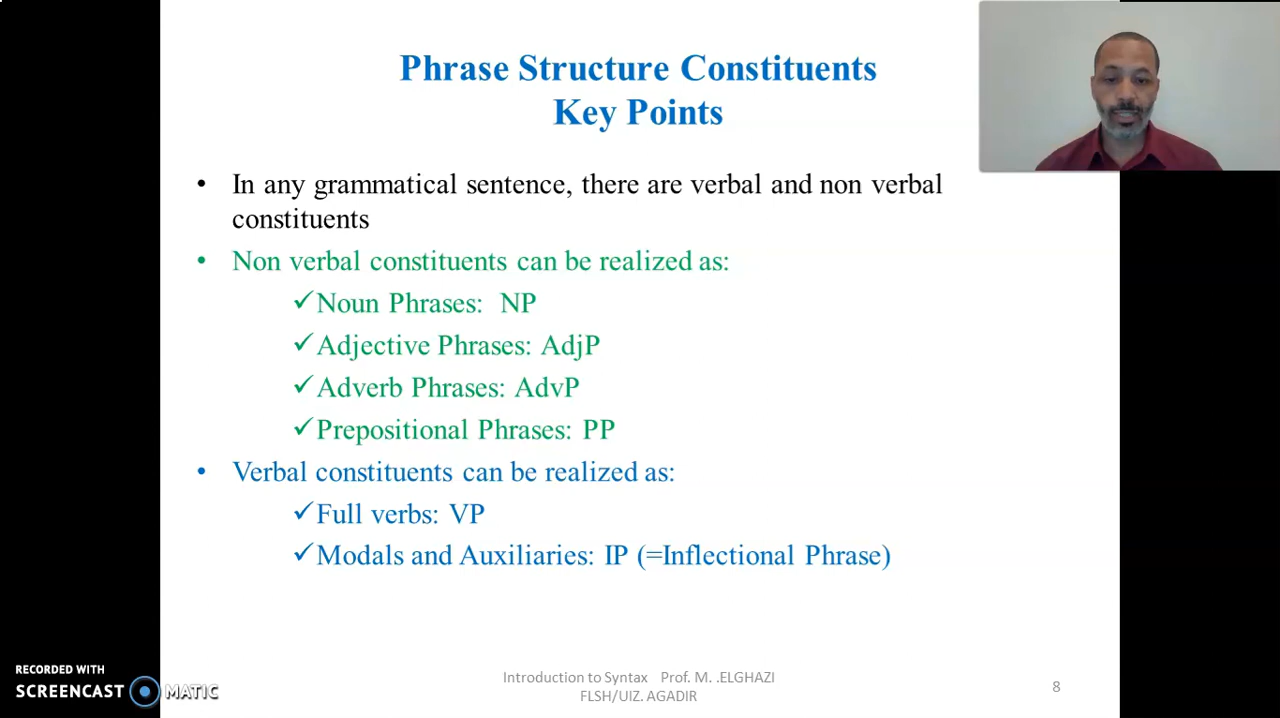 Phrase Structure Constituents
Key Points
• In any grammatical sentence, there are verbal and non verbal
constituents
• Non verbal constituents can be realized as:
✓Noun Phrases: NP
✓Adjective Phrases: AdjP
✓Adverb Phrases: AdvP
✓Prepositional Phrases: PP
• Verbal constituents can be realized as:
✓Full verbs: VP
✓Modals and Auxiliaries: IP (=Inflectional Phrase)
Introduction to Syntax Prof. M. .ELGHAZI
FLSH/UIZ. AGADIR
8
RECORDED WITH
SCREENCAST MATIC